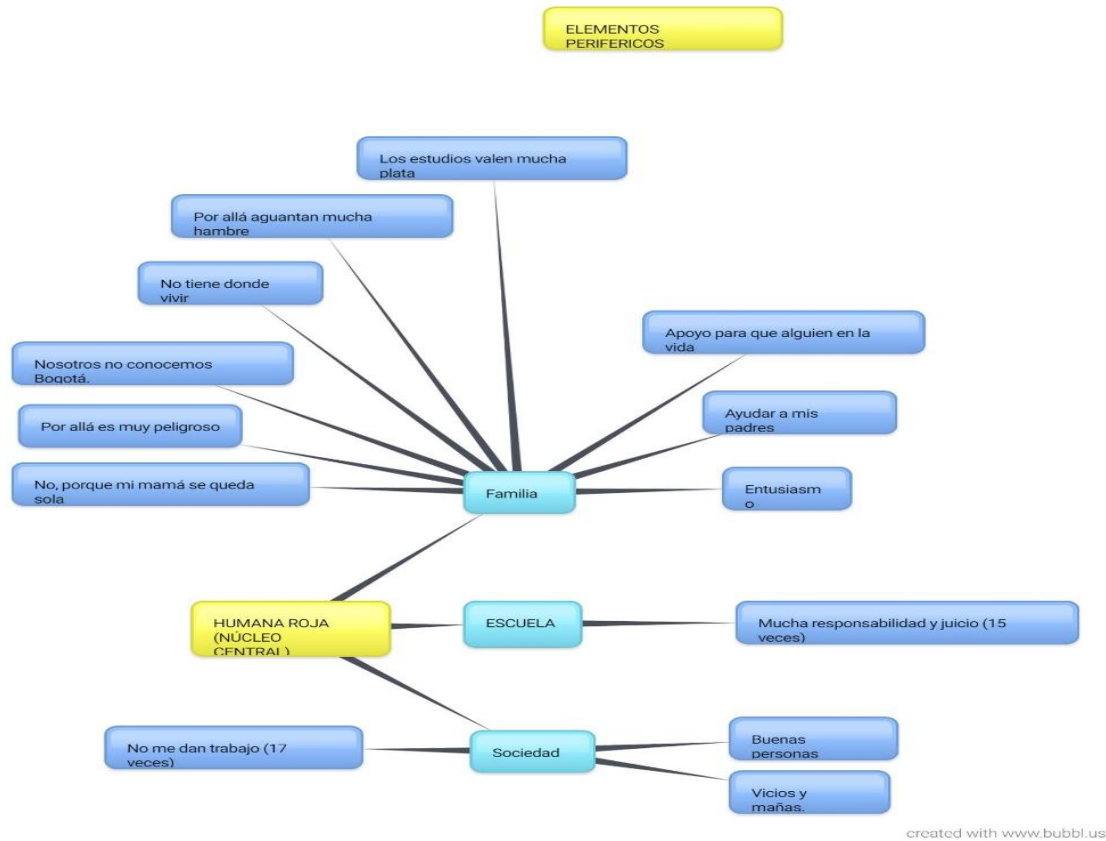 ELEMENTOS
PERIFERICOS
Los estudios valen mucha
plata
Por allá aguantan mucha
hambre
No tiene donde
vivir
Apoyo para que alguien en la
vida
Nosotros no conocemos
Bogotá.
Ayudar a mis
padres
Por allá es muy peligroso
No, porque mi mamá se queda
sola
Familia
Entusiasm
o
HUMANA ROJA
(NÚCLEO
CENTRAL)
ESCUELA
Mucha responsabilidad y juicio (15
veces)
No me dan trabajo (17
veces)
Sociedad
Buenas
personas
Vicios y
mañas.
created with www.bubbl.us